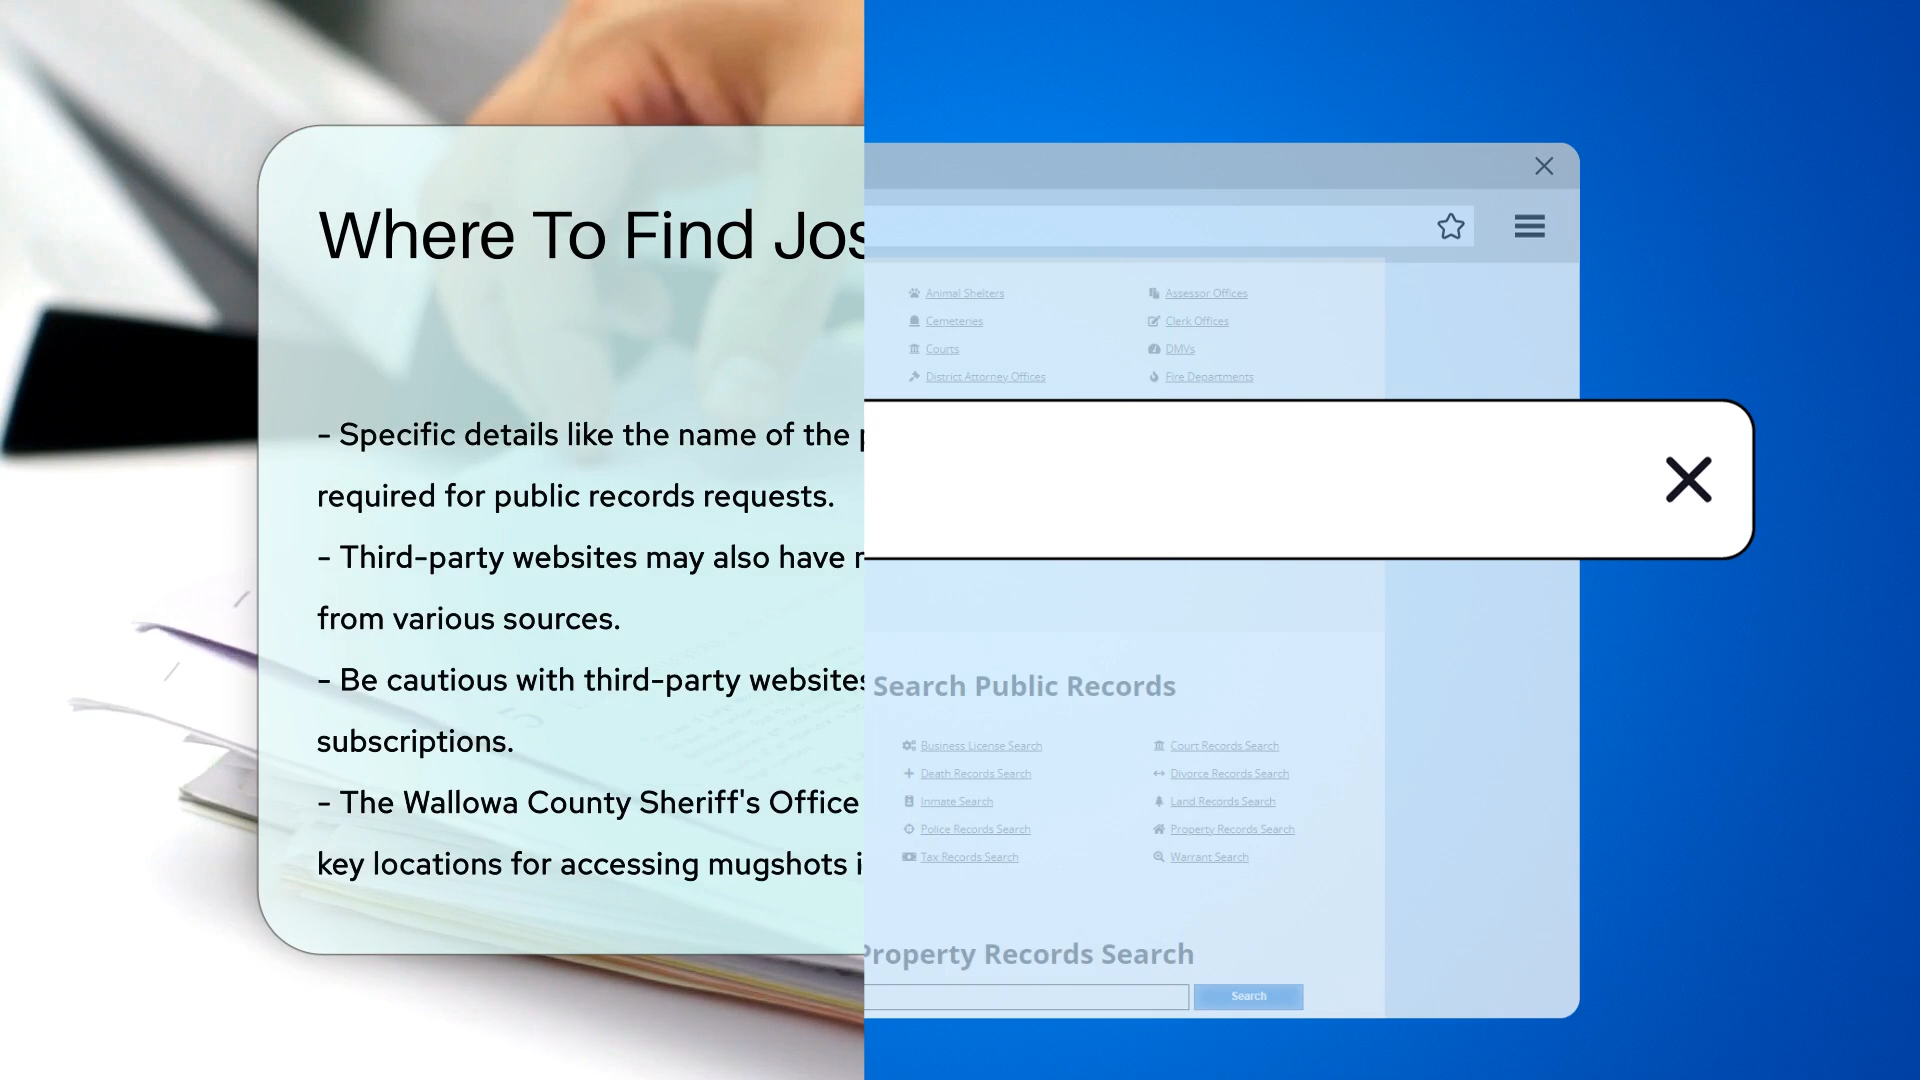 Where To Find Jos
- Specific details like the name of the
required for public records requests.
- Third-party websites may also have
from various sources.
- Be cautious with third-party websites
subscriptions.
- The Wallowa County Sheriff's Office
key locations for accessing mugshots
Animal Shelters
Assessor Offices
Cemeteries
Clerk Offices
Courts
DMVs
District Attorney Offices
Fire Departments
Search Public Records
Business License Search
Court Records Search
Death Records Search
Divorce Records Search
Inmate Search
Land Records Search
Police Records Search
Property Records Search
Tax Records Search
Warrant Search
Property Records Search
Search